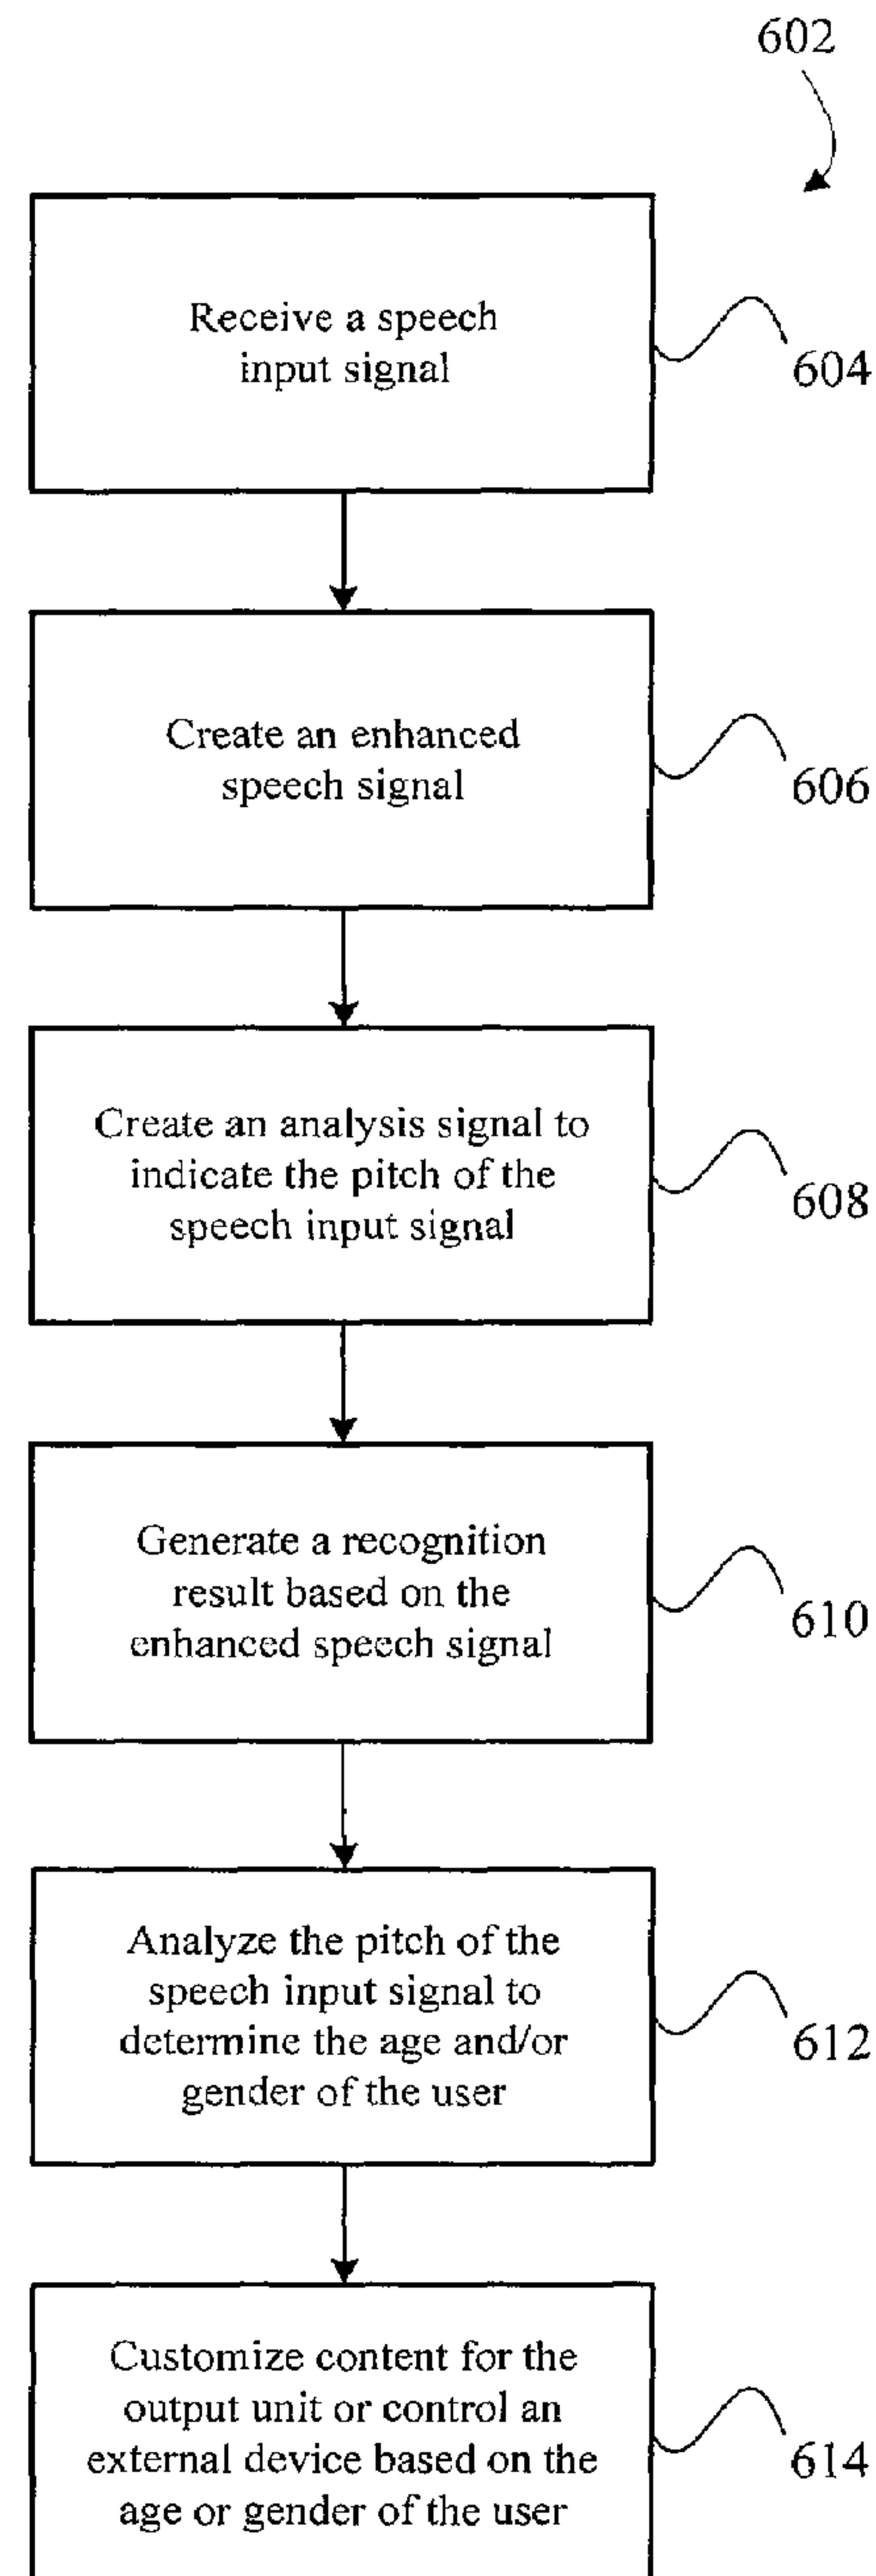 602
Receive a speech
input signal
604
Create an enhanced
speech signal
606
Create an analysis signal to
indicate the pitch of the
speech input signal
608
Generate a recognition
result based on the
enhanced speech signal
610
Analyze the pitch of the
speech input signal to
determine the age and/or
gender of the user
612
Customize content for the
output unit or control an
external device based on the
age or gender of the user
614